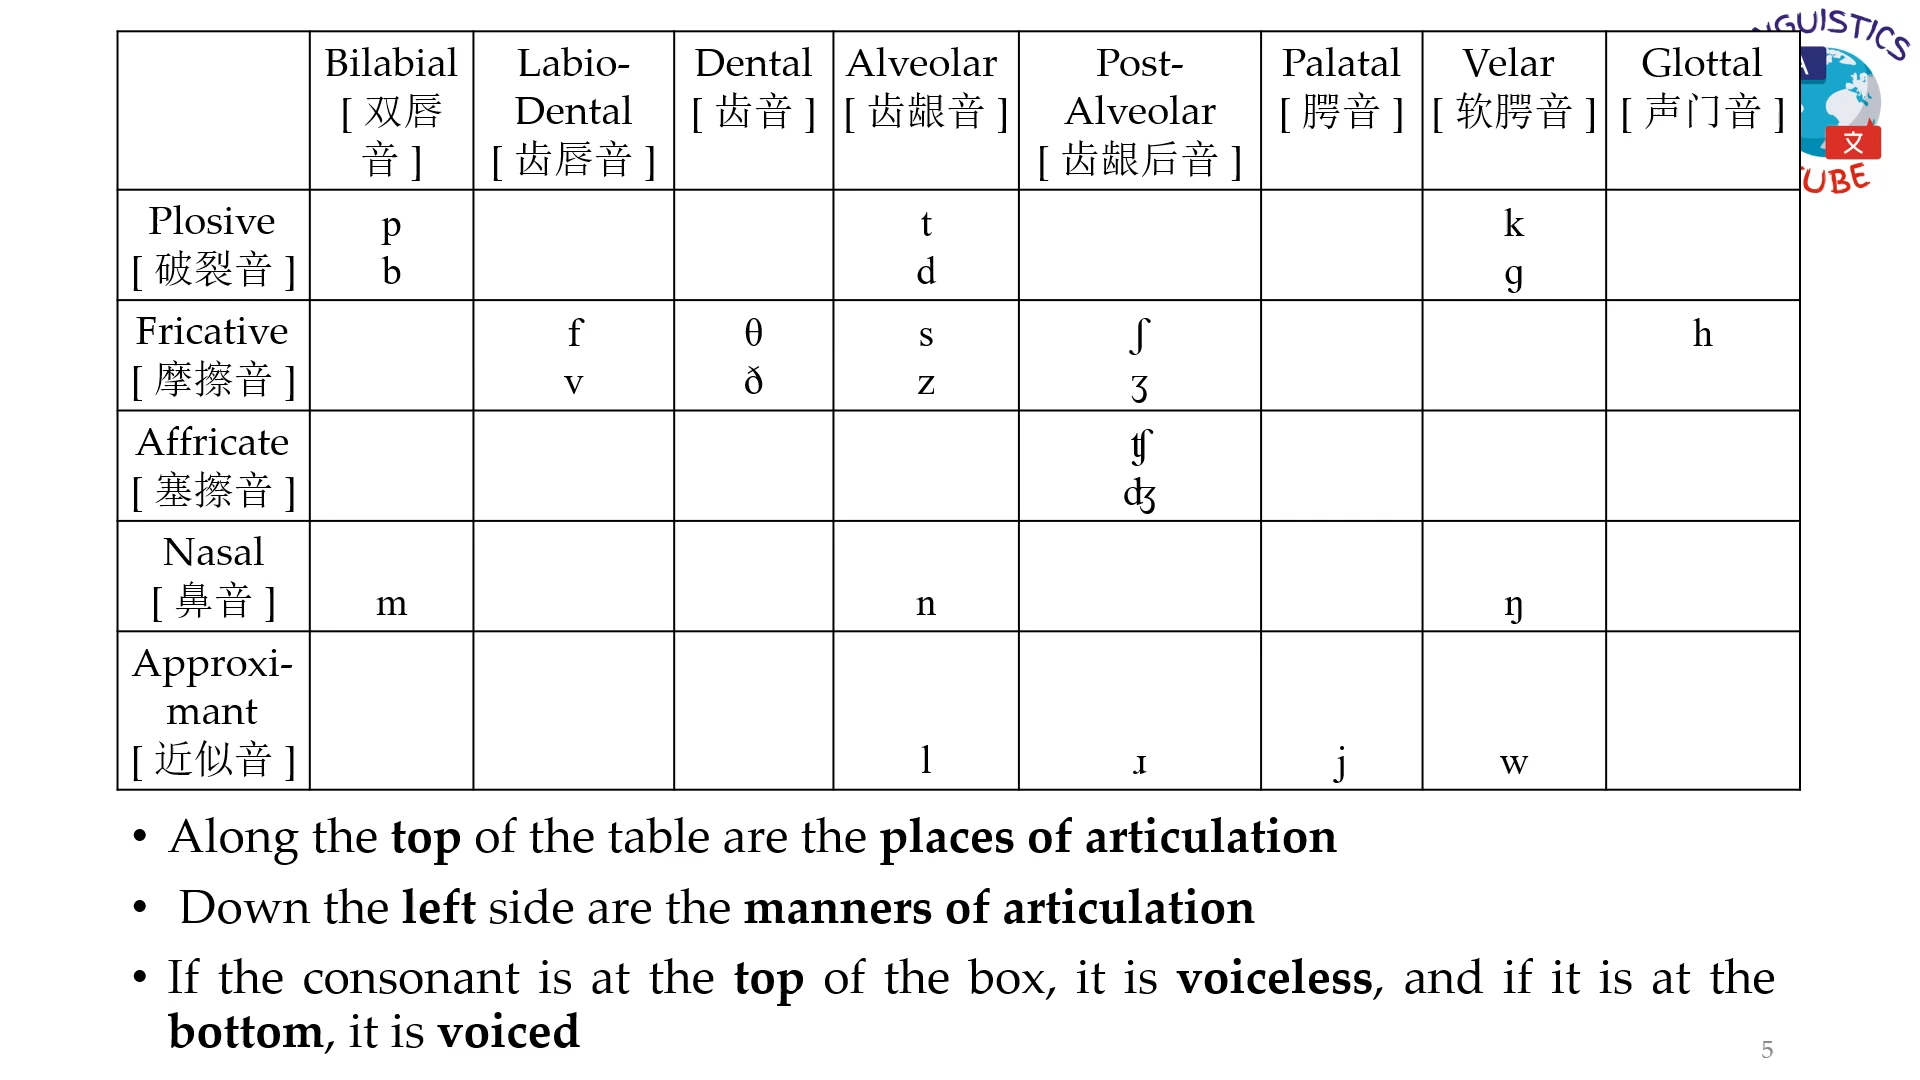 Bilabial
[ 双唇
音 ]
Labio-
Dental
[ 齿唇音 ]
Dental
[ 齿音 ]
Alveolar
[ 齿龈音 ]
Post-
Alveolar
[ 齿龈后音 ]
Palatal
[ 腭音 ]
Velar
[ 软腭音 ]
Glottal
[ 声门音 ]
Plosive
[ 破裂音 ]
p
b
t
d
k
ɡ
Fricative
[ 摩擦音 ]
f
v
θ
ð
s
z
ʃ
ʒ
h
Affricate
[ 塞擦音 ]
ʧ
ʤ
Nasal
[ 鼻音 ]
m
n
ŋ
Approxi-
mant
[ 近似音 ]
l
ɹ
j
w
• Along the top of the table are the places of articulation
• Down the left side are the manners of articulation
• If the consonant is at the top of the box, it is voiceless, and if it is at the
bottom, it is voiced
5
文